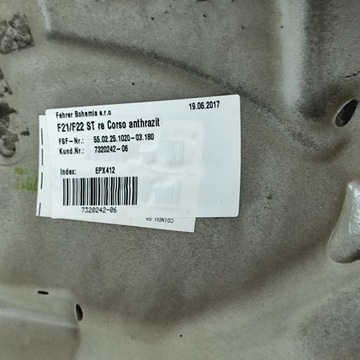 Fehrer Bohemia s.r.o
19.06.2017
F21/F22 ST re Corso anthrazit
FSF-Nr.: 55.02.25.1020-03.180
Kund.Nr.: 7320242-06
Index: EPX412
7320242-06